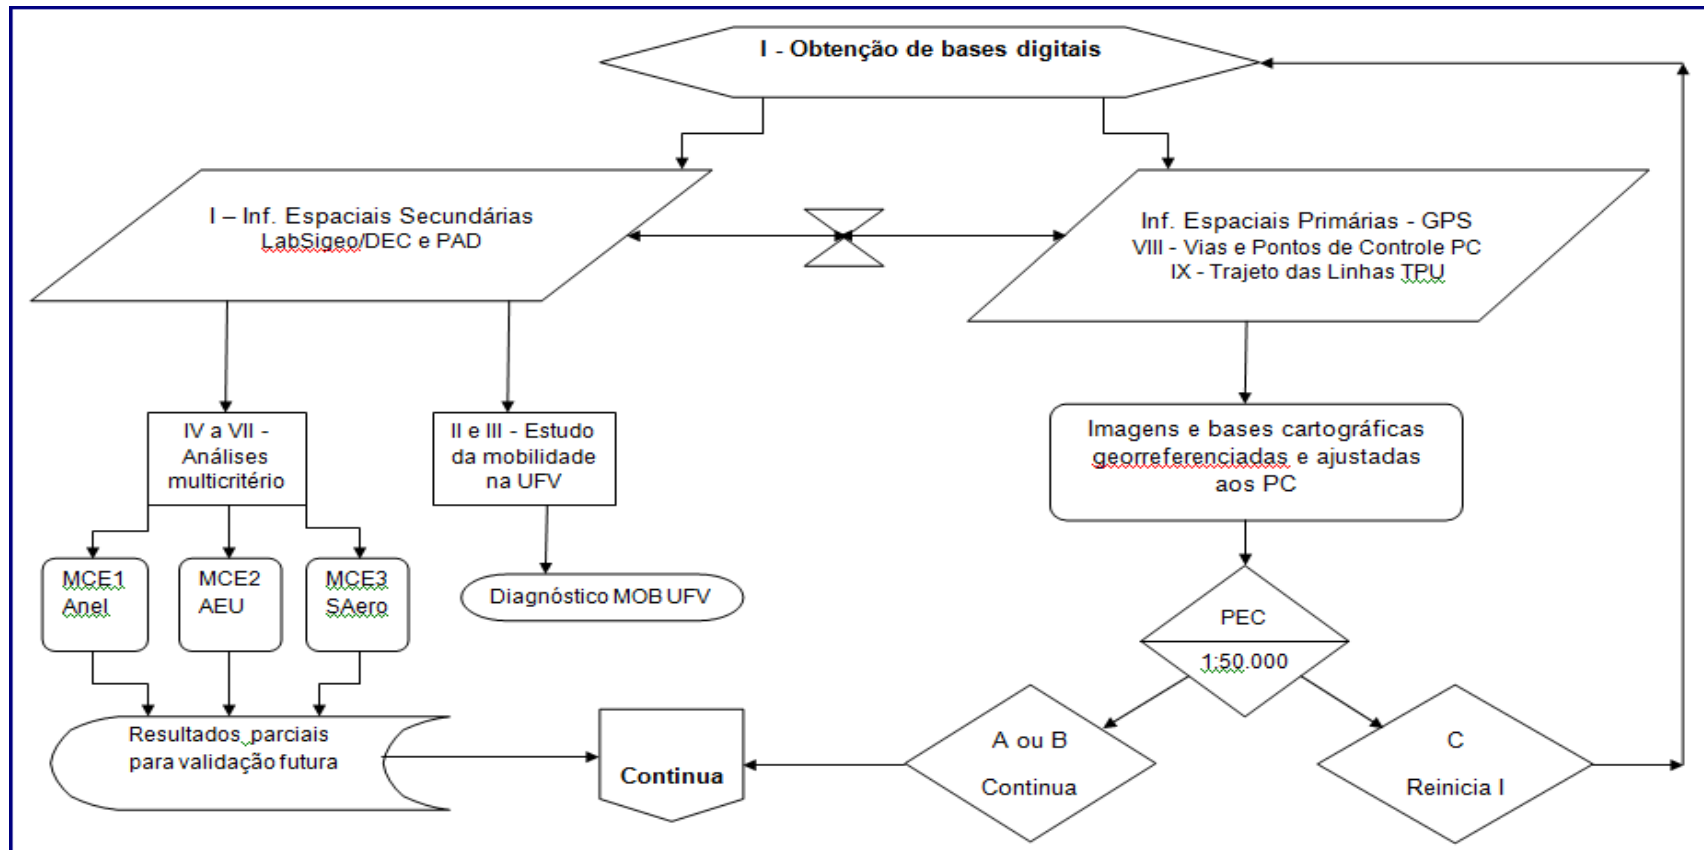 I - Obtenção de bases digitais
I – Inf. Espaciais Secundárias
LabSigeo/DEC e PAD
Inf. Espaciais Primárias - GPS
VIII - Vias e Pontos de Controle PC
IX - Trajeto das Linhas TPU
IV a VII -
Análises
multicritério
II e III - Estudo
da mobilidade
na UFV
Imagens e bases cartográficas
georreferenciadas e ajustadas
aos PC
MCE1
Anel
MCE2
AEU
MCE3
SAero
Diagnóstico MOB UFV
PEC
1:50.000
Resultados parciais
para validação futura
Continua
A ou B
Continua
C
Reinicia I